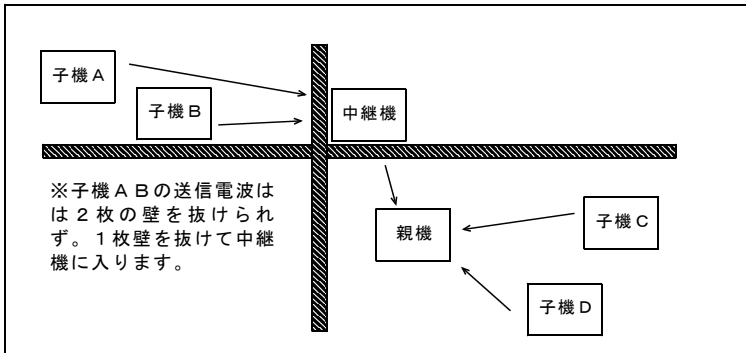 子機A
子機B
中継機
※子機ABの送信電波は
は2枚の壁を抜けられ
ず。1枚壁を抜けて中継
機に入ります。
親機
子機C
子機D